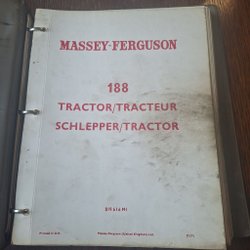 MASSEY-FERGUSON
188
TRACTOR/TRACTEUR
SCHLEPPER/TRACTOR